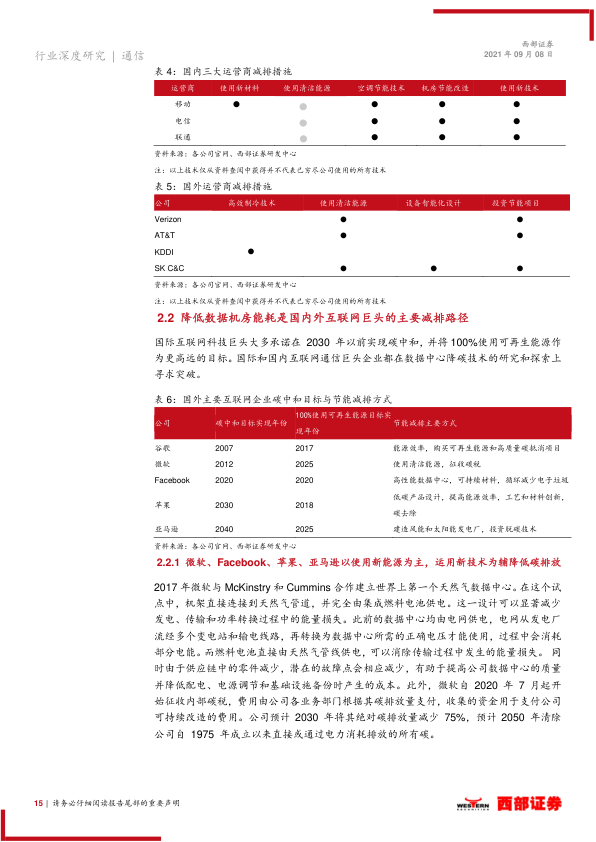 西部证券
行业深度研究 | 通信
2021 年 09 月 08 日
表 4：国内三大运营商减排措施
运营商 使用新材料 使用清洁能源 空调节能技术 机房节能改造 使用新技术
移动 ● ● ● ● ●
电信 ● ● ● ●
联通 ● ● ● ●
资料来源：各公司官网、西部证券研发中心
注：以上技术仅从资料查阅中获得并不代表已穷尽公司使用的所有技术
表 5：国外运营商减排措施
公司 高效制冷技术 使用清洁能源 设备智能化设计 投资节能项目
Verizon ● ●
AT&T ● ●
KDDI ●
SK C&C ● ● ●
资料来源：各公司官网、西部证券研发中心
注：以上技术仅从资料查阅中获得并不代表已穷尽公司使用的所有技术
2.2 降低数据机房能耗是国内外互联网巨头的主要减排路径
国际互联网科技巨头大多承诺在 2030 年以前实现碳中和，并将 100%使用可再生能源作
为更高远的目标。国际和国内互联网通信巨头企业都在数据中心降碳技术的研究和探索上
寻求突破。
表 6：国外主要互联网企业碳中和目标与节能减排方式
公司 碳中和目标实现年份 100%使用可再生能源目标实现年份 节能减排主要方式
谷歌 2007 2017 能源效率，购买可再生能源和高质量碳抵消项目
微软 2012 2025 使用清洁能源，征收碳税
Facebook 2020 2020 高性能数据中心，可持续材料，循环减少电子垃圾
苹果 2030 2018 低碳产品设计，提高能源效率，工艺和材料创新，碳去除
亚马逊 2040 2025 建造风能和太阳能发电厂，投资脱碳技术
资料来源：各公司官网、西部证券研发中心
2.2.1 微软、Facebook、苹果、亚马逊以使用新能源为主，运用新技术为辅降低碳排放
2017 年微软与 McKinstry 和 Cummins 合作建立世界上第一个天然气数据中心。在这个试
点中，机架直接连接到天然气管道，并完全由集成燃料电池供电。这一设计可以显著减少
发电、传输和功率转换过程中的能量损失。此前的数据中心均由电网供电，电网从发电厂
流经多个变电站和输电线路，再转换为数据中心所需的正确电压才能使用，过程中会消耗
部分电能。而燃料电池直接由天然气管线供电，可以消除传输过程中发生的能量损失。 同
时由于供应链中的零件减少，潜在的故障点会相应减少，有助于提高公司数据中心的质量
并降低配电、电源调节和基础设施备份时产生的成本。此外，微软自 2020 年 7 月起开
始征收内部碳税，费用由公司各业务部门根据其碳排放量支付，收集的资金用于支付公司
可持续改造的费用。公司预计 2030 年将其绝对碳排放量减少 75%，预计 2050 年清除
公司自 1975 年成立以来直接或通过电力消耗排放的所有碳。
15 | 请务必仔细阅读报告尾部的重要声明
WESTERN
SECURITIES
西部证券